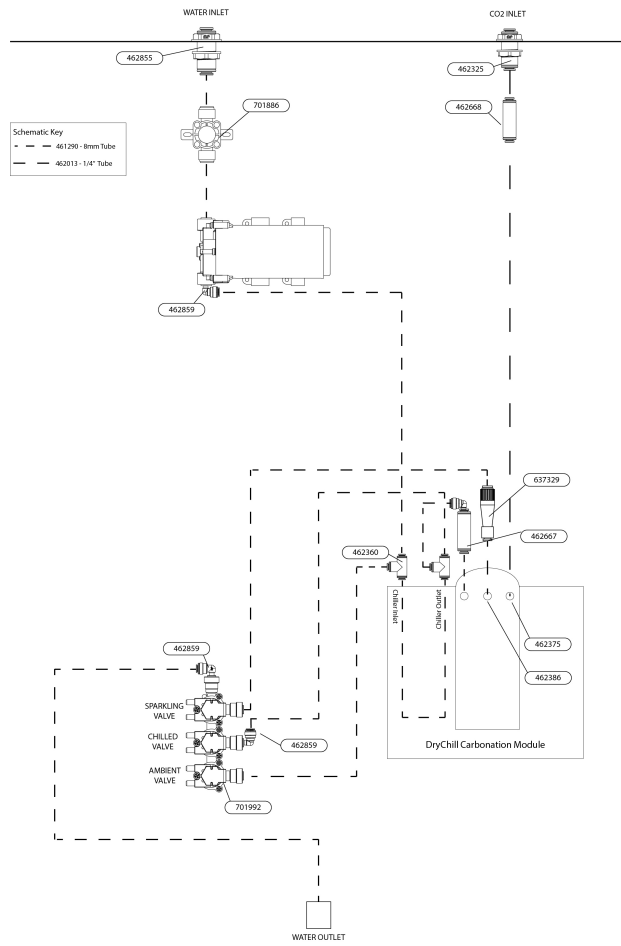 WATER INLET
CO2 INLET
462855
462325
701886
462668
Schematic Key
461290 - 8mm Tube
462013 - 1/4" Tube
462859
637329
462667
462360
Chiller Inlet
Chiller Outlet
462375
462386
462859
SPARKLING
VALVE
CHILLED
VALVE
462859
DryChill Carbonation Module
AMBIENT
VALVE
701992
WATER OUTLET